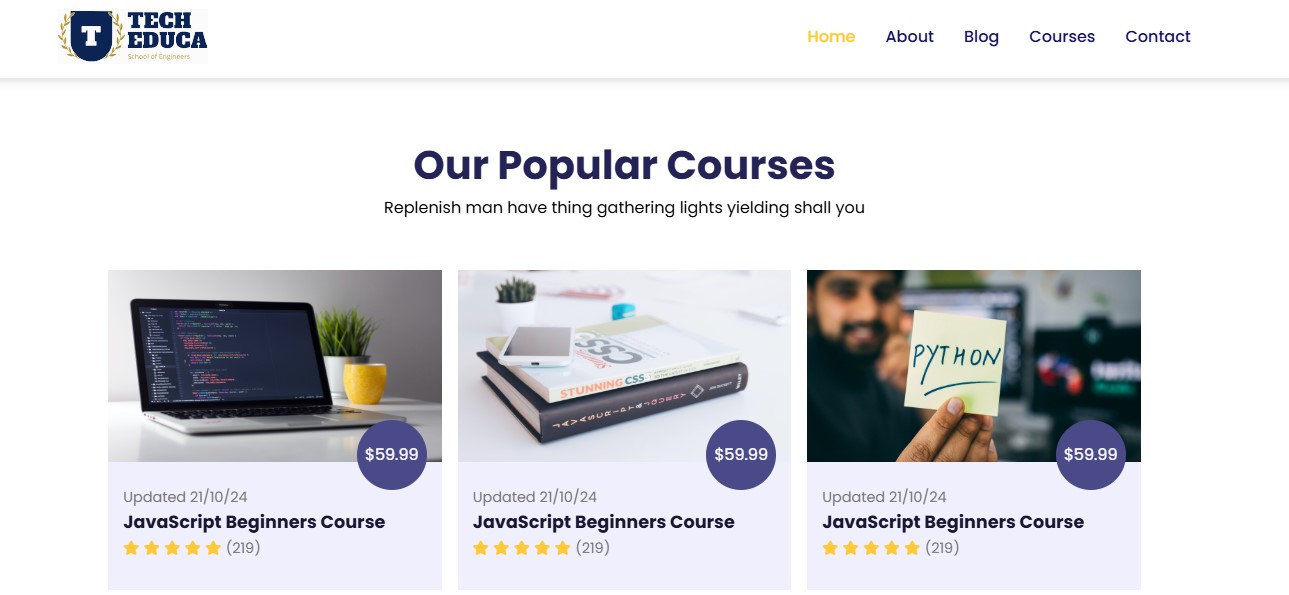 T
TECH
EDUCA
School of Engineers
Home About Blog Courses Contact
Our Popular Courses
Replenish man have thing gathering lights yielding shall you
CSS
STUNNING CSS
JAVASCRIPT & JQUERY
WILEY
PYTHON
$59.99 $59.99 $59.99
Updated 21/10/24 Updated 21/10/24 Updated 21/10/24
JavaScript Beginners Course JavaScript Beginners Course JavaScript Beginners Course
(219) (219) (219)